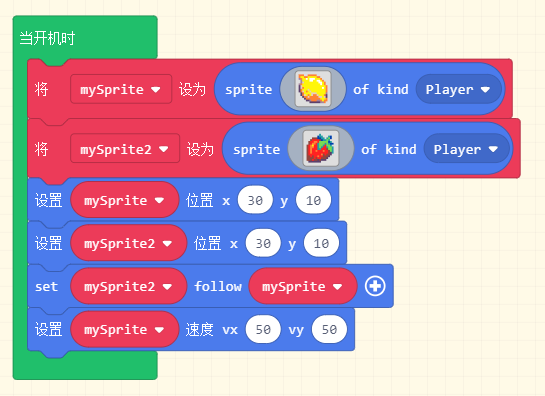 当开机时
将 mySprite 设为 sprite of kind Player
将 mySprite2 设为 sprite of kind Player
设置 mySprite 位置 x 30 y 10
设置 mySprite2 位置 x 30 y 10
set mySprite2 follow mySprite
设置 mySprite 速度 vx 50 vy 50